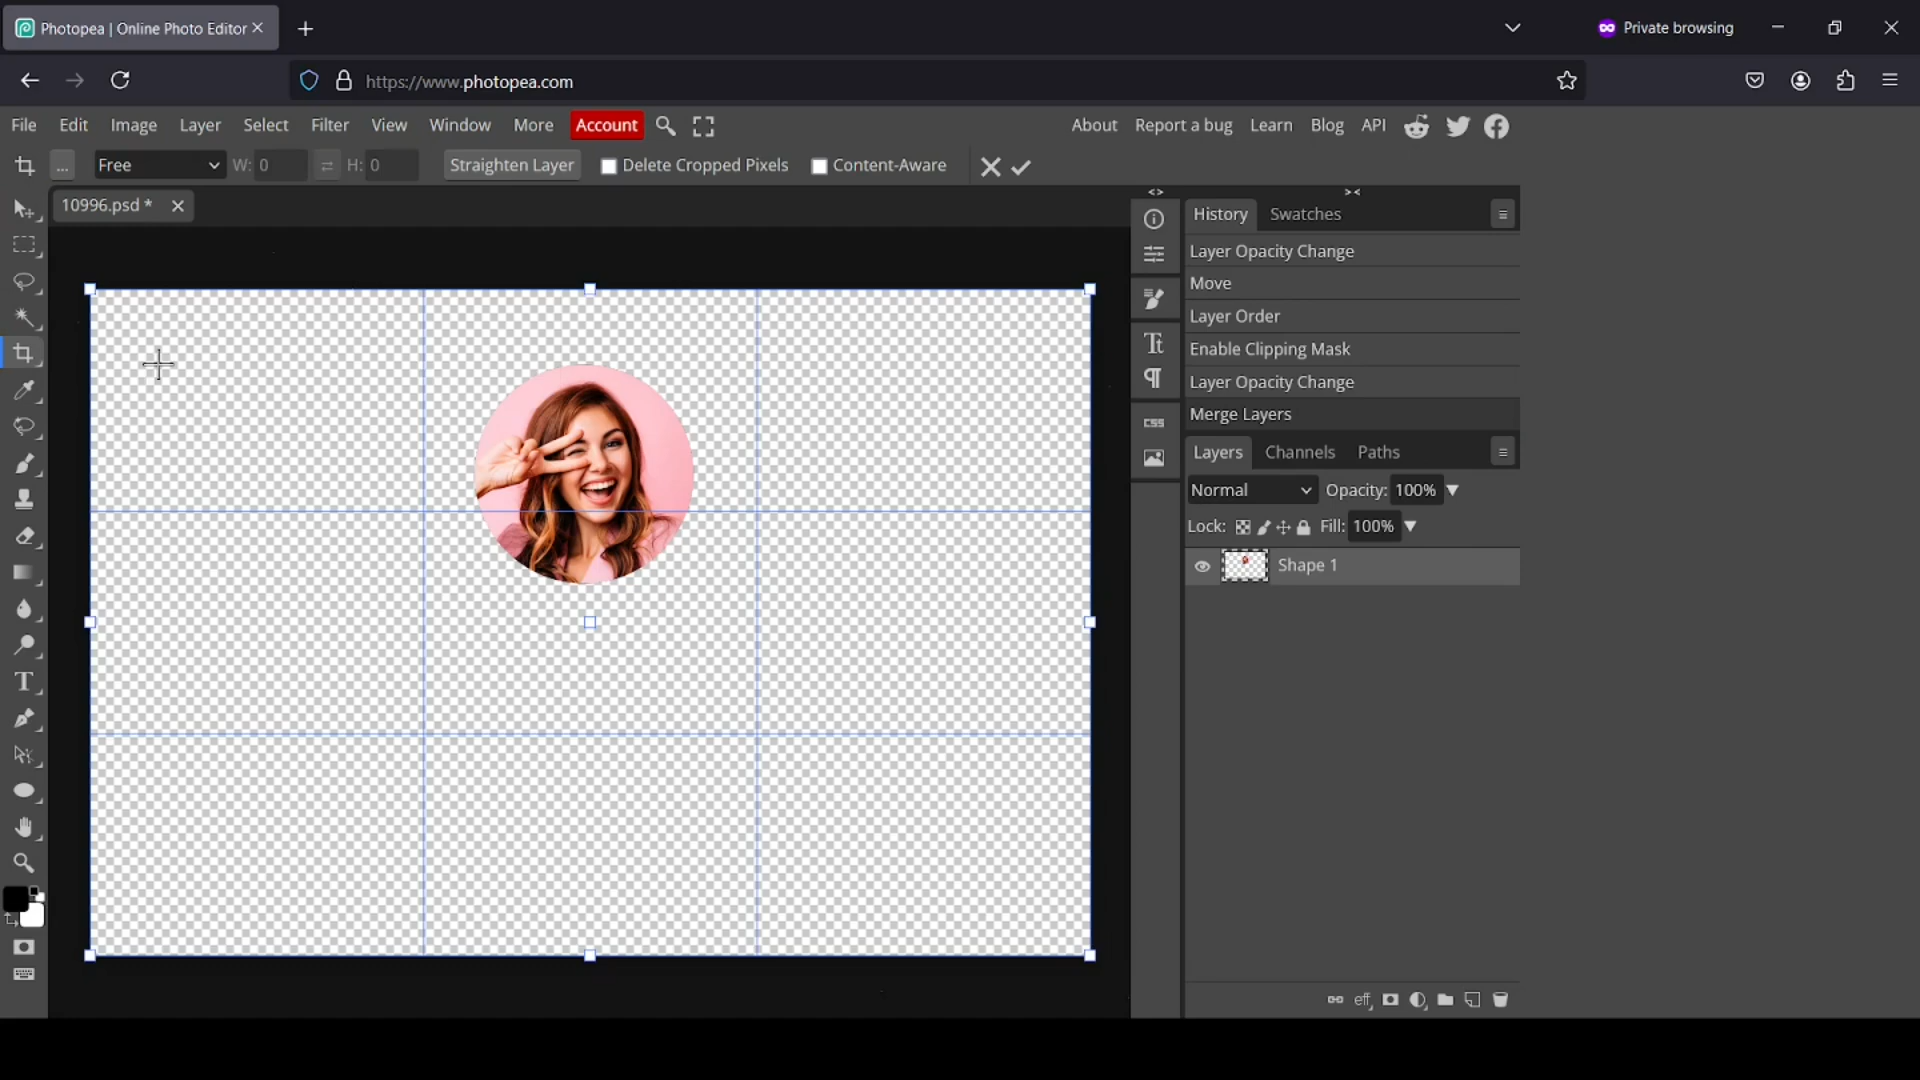 Photopea | Online Photo Editor
Private browsing
https://www.photopea.com
File Edit Image Layer Select Filter View Window More Account About Report a bug Learn Blog API
... Free W: 0 H: 0 Straighten Layer Delete Cropped Pixels Content-Aware
10996.psd *
History Swatches
Layer Opacity Change
Move
Layer Order
Enable Clipping Mask
Layer Opacity Change
Merge Layers
Layers Channels Paths
Normal Opacity: 100%
Lock: Fill: 100%
Shape 1
CSS
eff